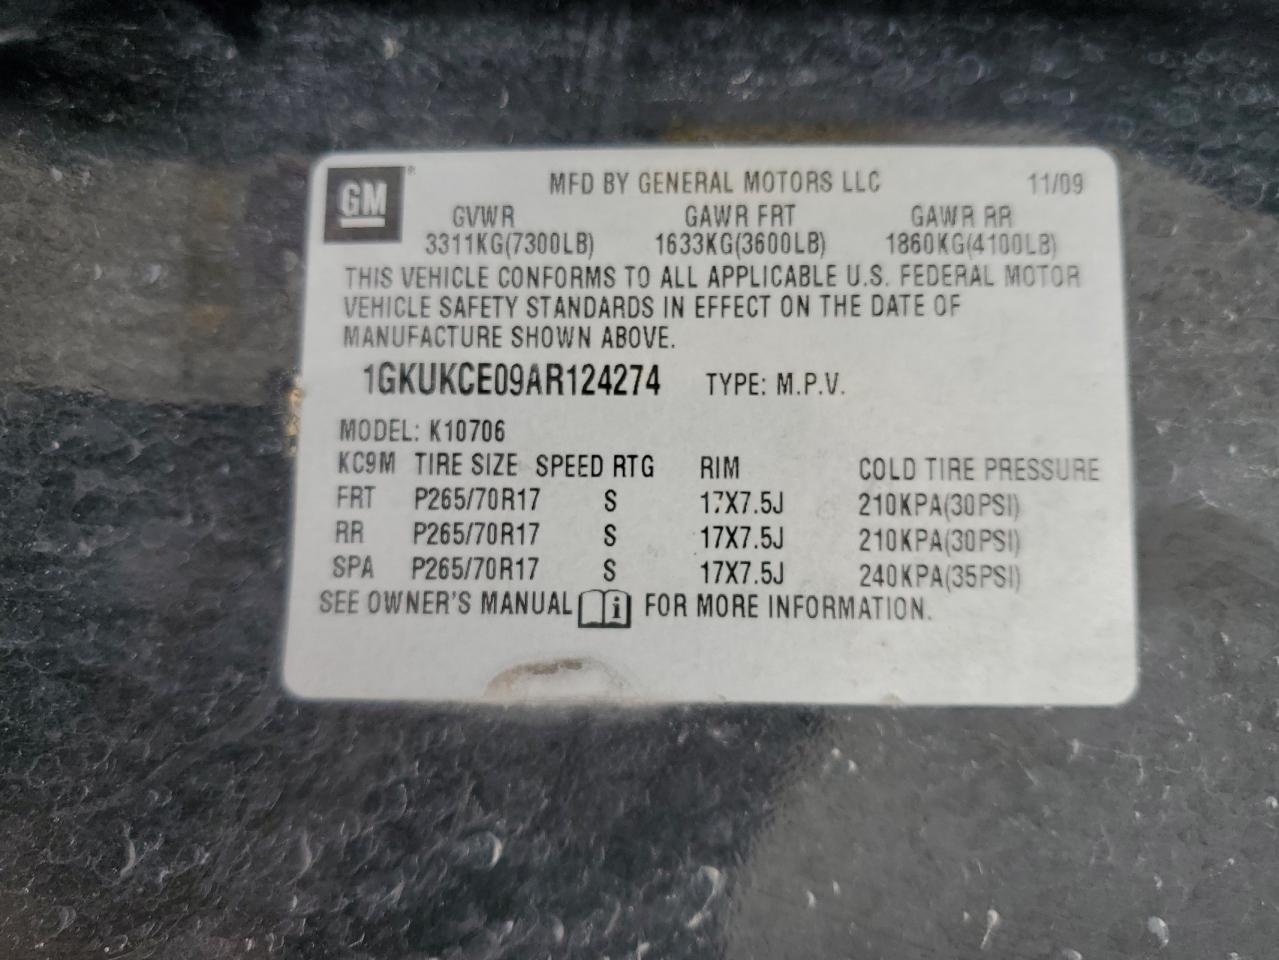 GM® MFD BY GENERAL MOTORS LLC 11/09
GVWR GAWR FRT GAWR RR
3311KG(7300LB) 1633KG(3600LB) 1860KG(4100LB)
THIS VEHICLE CONFORMS TO ALL APPLICABLE U.S. FEDERAL MOTOR
VEHICLE SAFETY STANDARDS IN EFFECT ON THE DATE OF
MANUFACTURE SHOWN ABOVE.
1GKUKCE09AR124274 TYPE: M.P.V.
MODEL: K10706
KC9M TIRE SIZE SPEED RTG RIM COLD TIRE PRESSURE
FRT P265/70R17 S 17X7.5J 210KPA(30PSI)
RR P265/70R17 S 17X7.5J 210KPA(30PSI)
SPA P265/70R17 S 17X7.5J 240KPA(35PSI)
SEE OWNER'S MANUAL i FOR MORE INFORMATION.